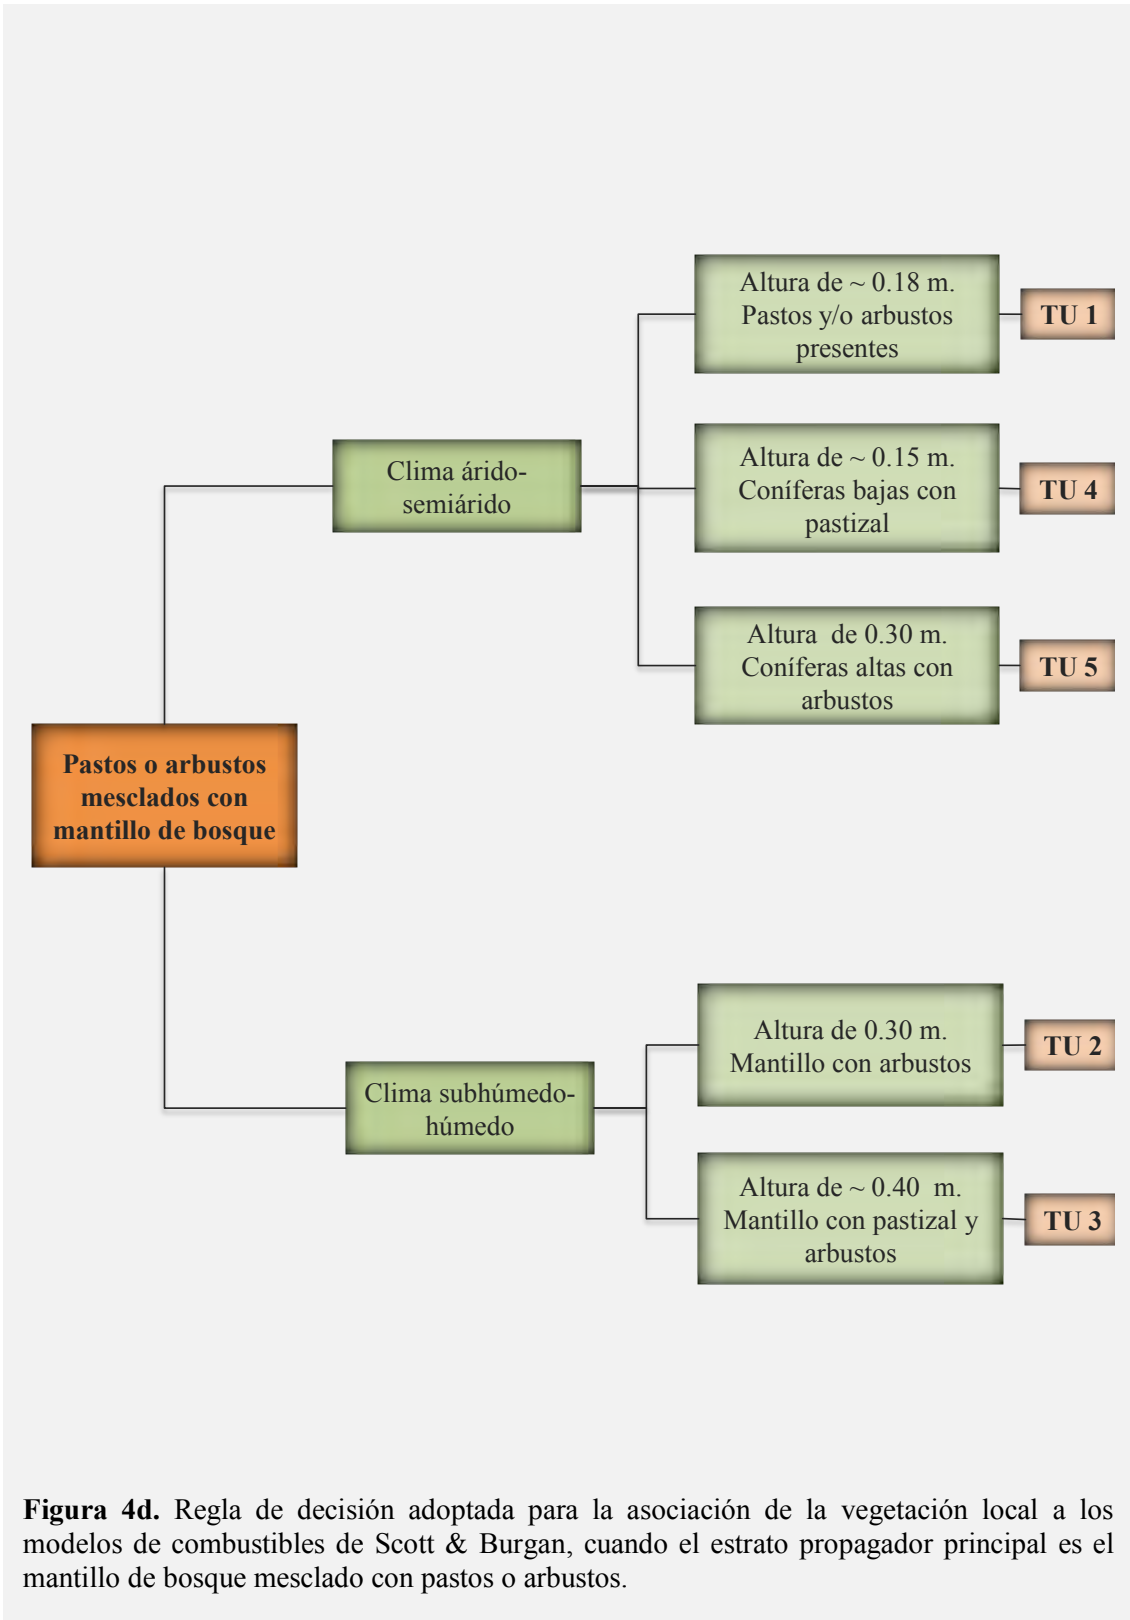 Altura de ~ 0.18 m.
Pastos y/o arbustos
presentes
TU 1
Altura de ~ 0.15 m.
Coníferas bajas con
pastizal
TU 4
Clima árido-
semiárido
Altura  de 0.30 m.
Coníferas altas con
arbustos
TU 5
Pastos o arbustos
mesclados con
mantillo de bosque
Altura de 0.30 m.
Mantillo con arbustos
TU 2
Clima subhúmedo-
húmedo
Altura de ~ 0.40  m.
Mantillo con pastizal y
arbustos
TU 3
Figura 4d. Regla de decisión adoptada para la asociación de la vegetación local a los
modelos de combustibles de Scott & Burgan, cuando el estrato propagador principal es el
mantillo de bosque mesclado con pastos o arbustos.